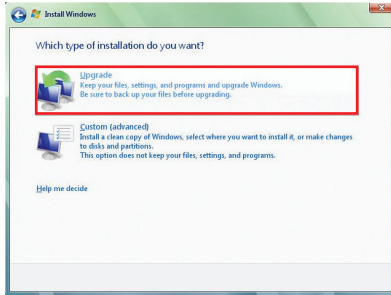 Install Windows
Which type of installation do you want?
Upgrade
Keep your files, settings, and programs and upgrade Windows.
Be sure to back up your files before upgrading.
Custom (advanced)
Install a clean copy of Windows, select where you want to install it, or make changes
to disks and partitions.
This option does not keep your files, settings, and programs.
Help me decide